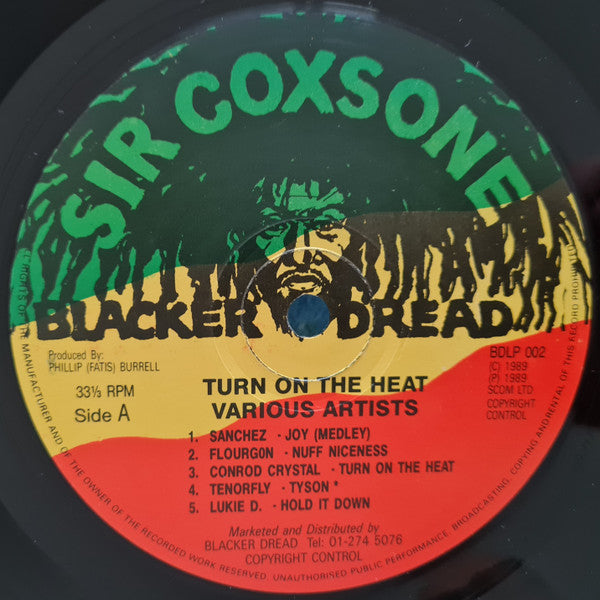 SIR COXSONE
BLACKER DREAD
Produced By:
PHILLIP (FATIS) BURRELL
33⅓ RPM
Side A
BDLP 002
(C) 1989
(P) 1989
SCOM LTD
COPYRIGHT
CONTROL
TURN ON THE HEAT
VARIOUS ARTISTS
1. SANCHEZ - JOY (MEDLEY)
2. FLOURG0N - NUFF NICENESS
3. CONROD CRYSTAL - TURN ON THE HEAT
4. TENORFLY - TYSON *
5. LUKIE D. - HOLD IT DOWN
Marketed and Distributed by
BLACKER DREAD Tel: 01-274 5076
COPYRIGHT CONTROL
ALL RIGHTS OF THE MANUFACTURER AND OF THE OWNER OF THE RECORDED WORK RESERVED. UNAUTHORISED PUBLIC PERFORMANCE, BROADCASTING, COPYING AND RENTAL OF THIS RECORD PROHIBITED